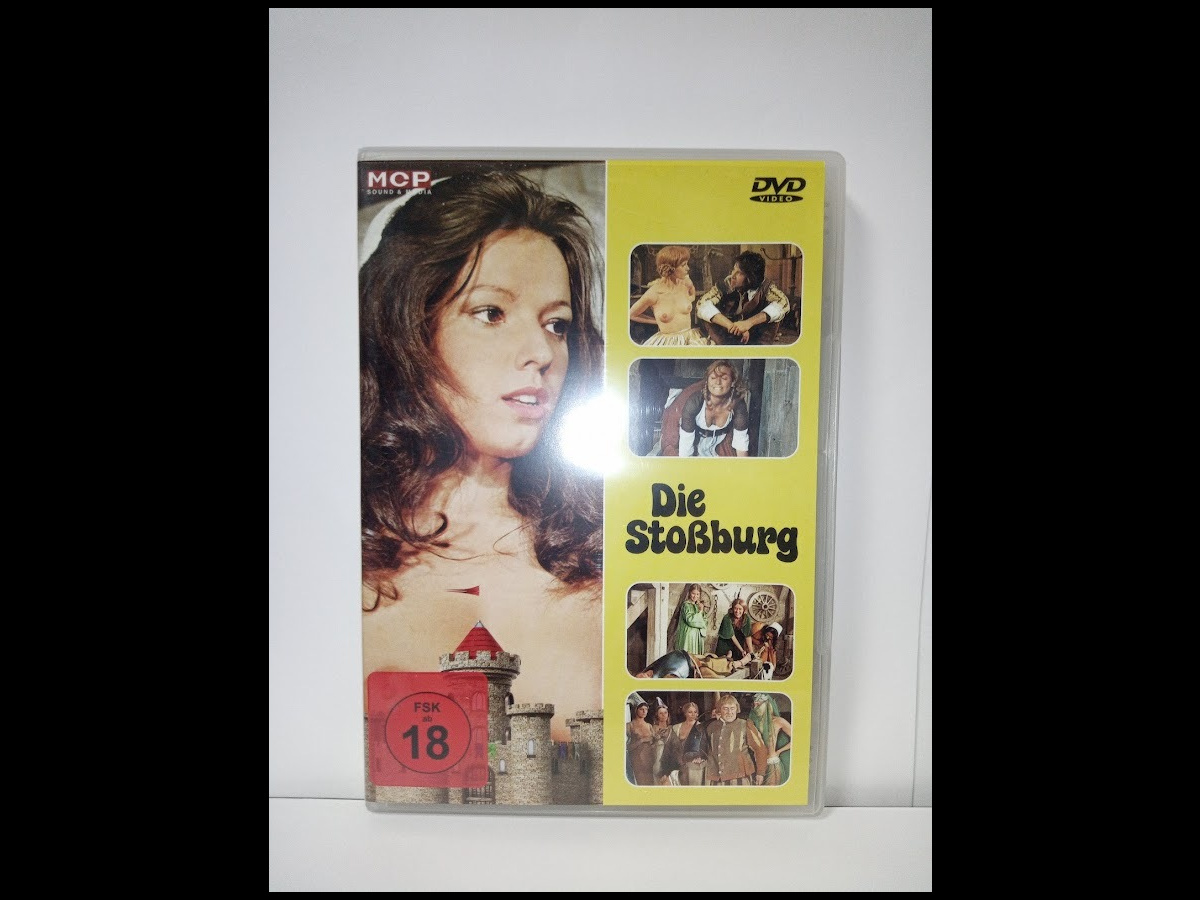 MCP
SOUND & MEDIA
DVD
VIDEO
Die
Stoßburg
FSK
ab
18